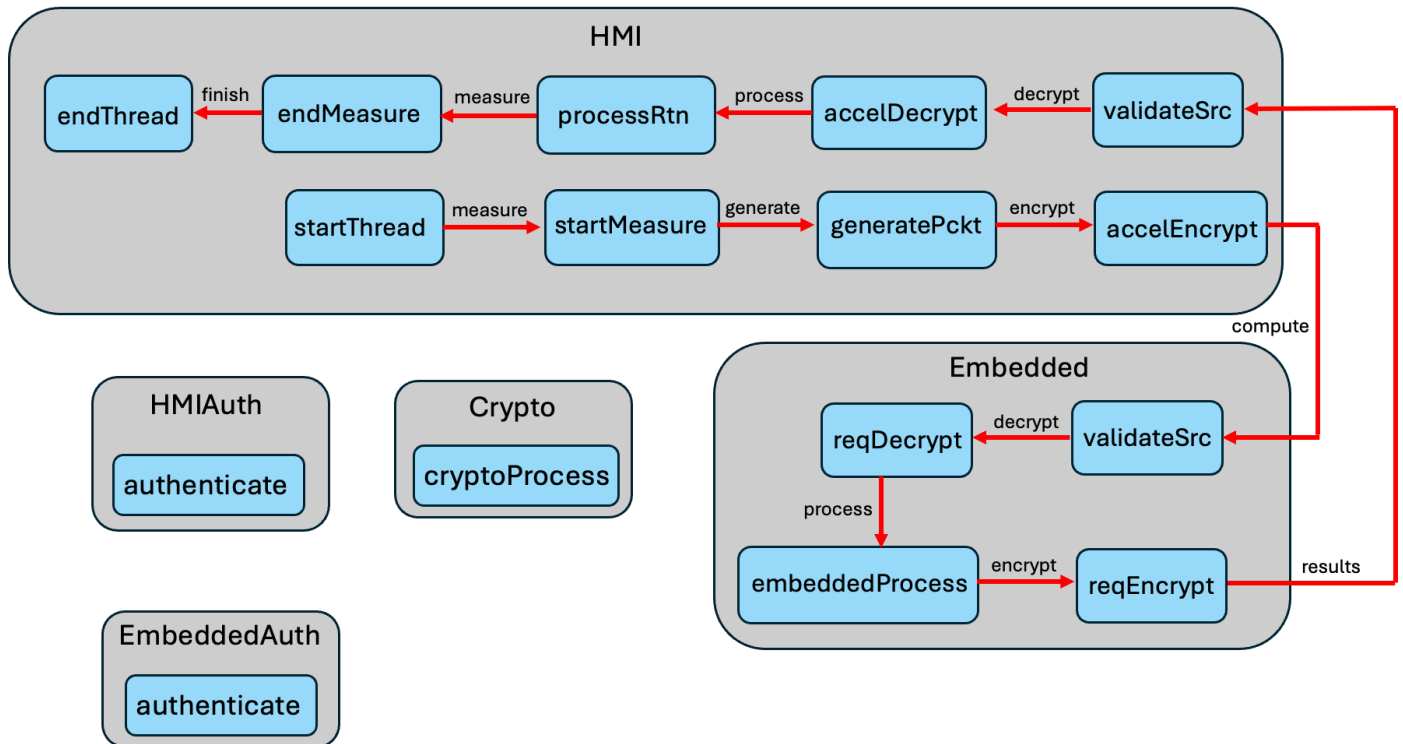 HMI
finish
measure
process
decrypt
endThread
endMeasure
processRtn
accelDecrypt
validateSrc
measure
generate
encrypt
startThread
startMeasure
generatePckt
accelEncrypt
compute
Embedded
HMIAuth
Crypto
decrypt
reqDecrypt
validateSrc
authenticate
cryptoProcess
process
encrypt
results
embeddedProcess
reqEncrypt
EmbeddedAuth
authenticate